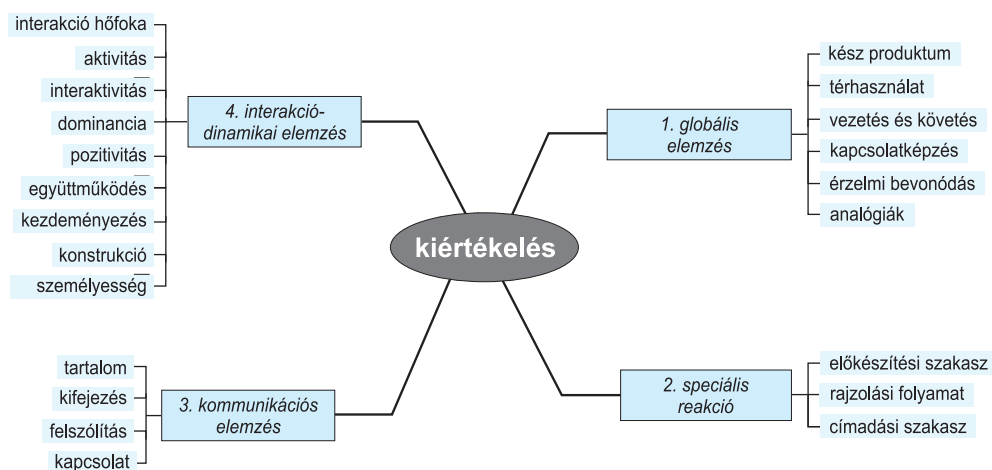 interakció hőfoka
aktivitás
interaktivitás
dominancia
pozitivitás
együttműködés
kezdeményezés
konstrukció
személyesség
4. interakció-
dinamikai elemzés
1. globális
elemzés
kész produktum
térhasználat
vezetés és követés
kapcsolatképzés
érzelmi bevonódás
analógiák
kiértékelés
tartalom
kifejezés
felszólítás
kapcsolat
3. kommunikációs
elemzés
2. speciális
reakció
előkészítési szakasz
rajzolási folyamat
címadási szakasz